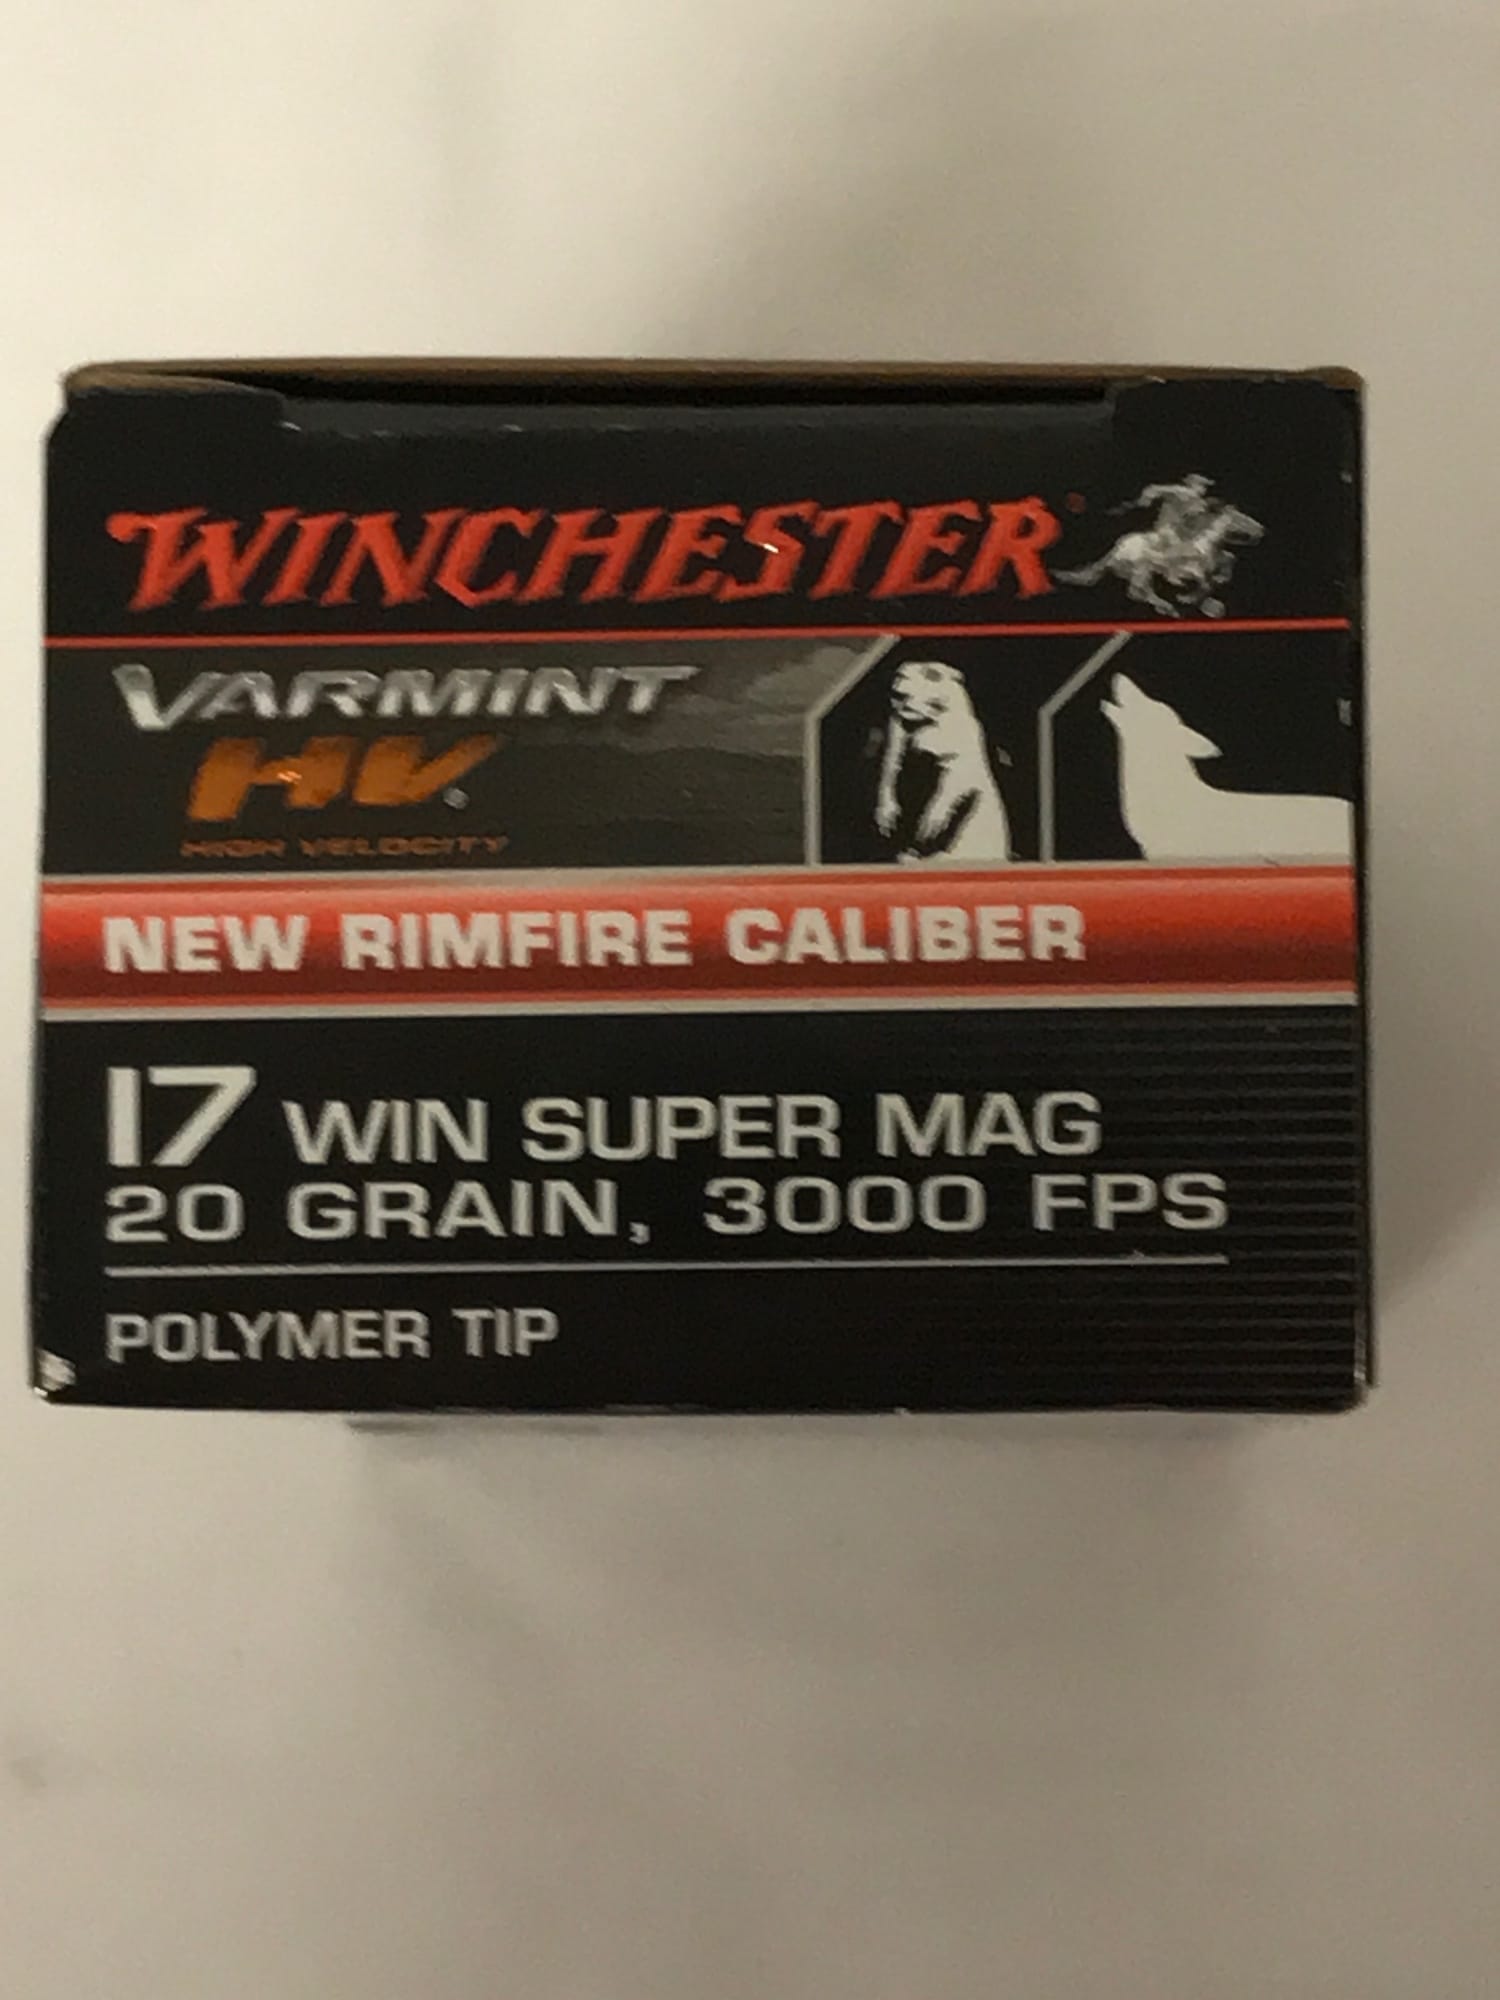 WINCHESTER®
VARMINT
HV®
HIGH VELOCITY
NEW RIMFIRE CALIBER
17 WIN SUPER MAG
20 GRAIN, 3000 FPS
POLYMER TIP